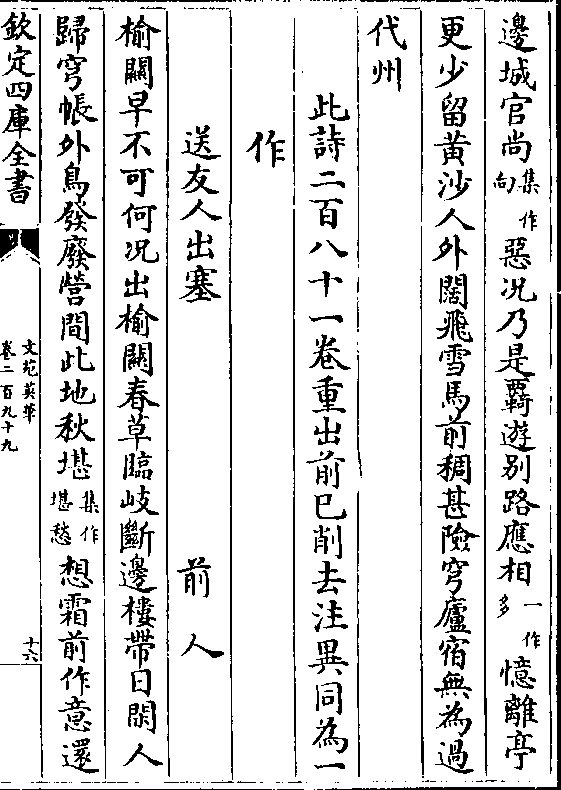 邊城官尚集作向惡况乃是覊遊别路應相一作多憶離亭
更少留黄沙人外闊飛雪馬前稠甚險穹廬宿無為過
代州
此詩二百八十一卷重出前已削去注異同為一
作
送友人出塞 前人
榆關早不可何况出榆關春草臨岐斷邊樓帶日閑人
歸穹帳外鳥發廢營間此地秋堪集作堪愁想霜前作意還
欽定四庫全書
文苑英華
卷二百九十九
十六